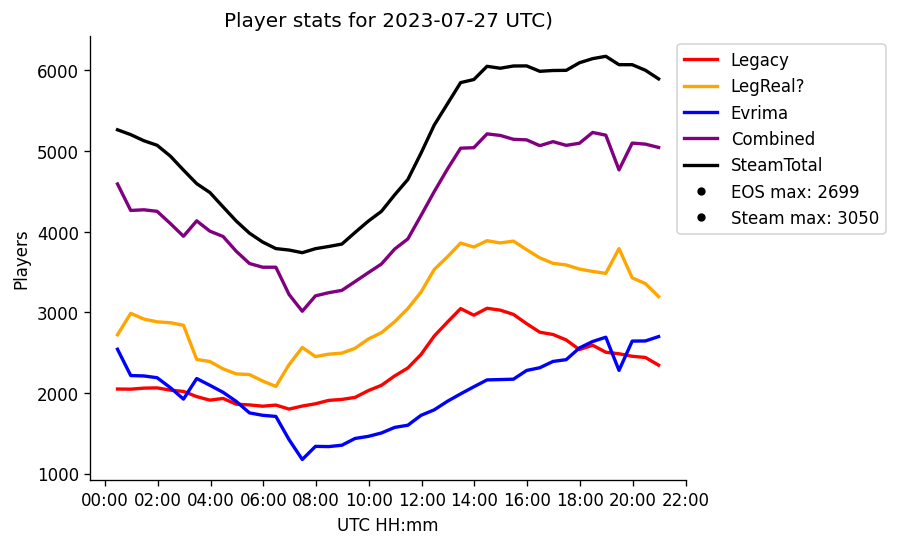 Player stats for 2023-07-27 UTC)
Legacy
LegReal?
Evrima
Combined
SteamTotal
EOS max: 2699
Steam max: 3050
Players
6000
5000
4000
3000
2000
1000
00:00 02:00 04:00 06:00 08:00 10:00 12:00 14:00 16:00 18:00 20:00 22:00
UTC HH:mm